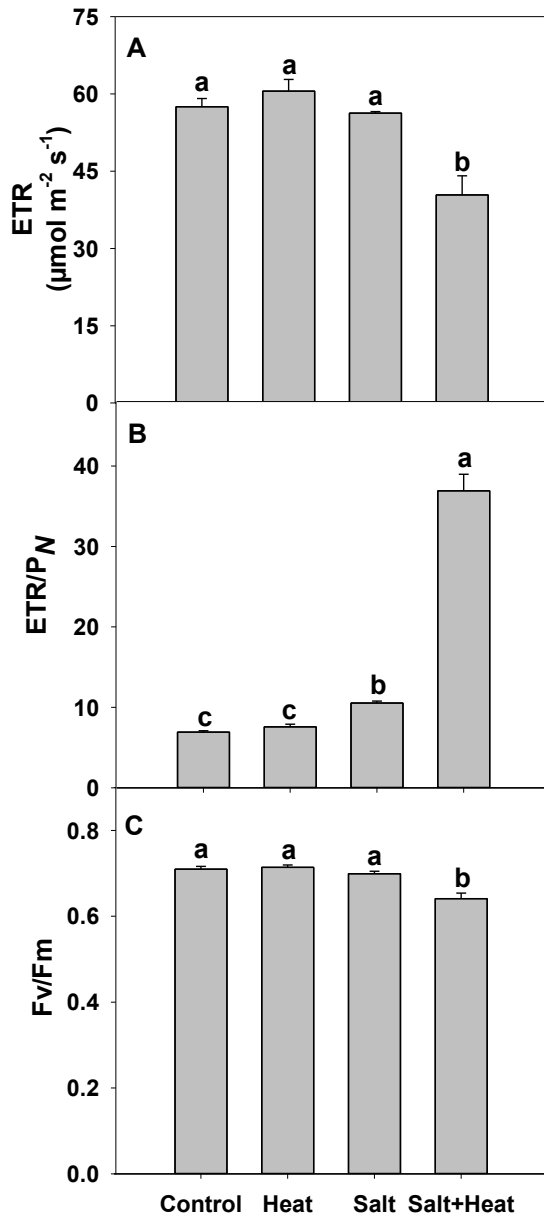 A
75
60
45
30
15
0
ETR
(µmol m⁻² s⁻¹)
a
a
a
b
B
40
30
20
10
0
ETR/P_N
c
c
b
a
C
0.8
0.6
0.4
0.2
0.0
Fv/Fm
a
a
a
b
Control Heat Salt Salt+Heat